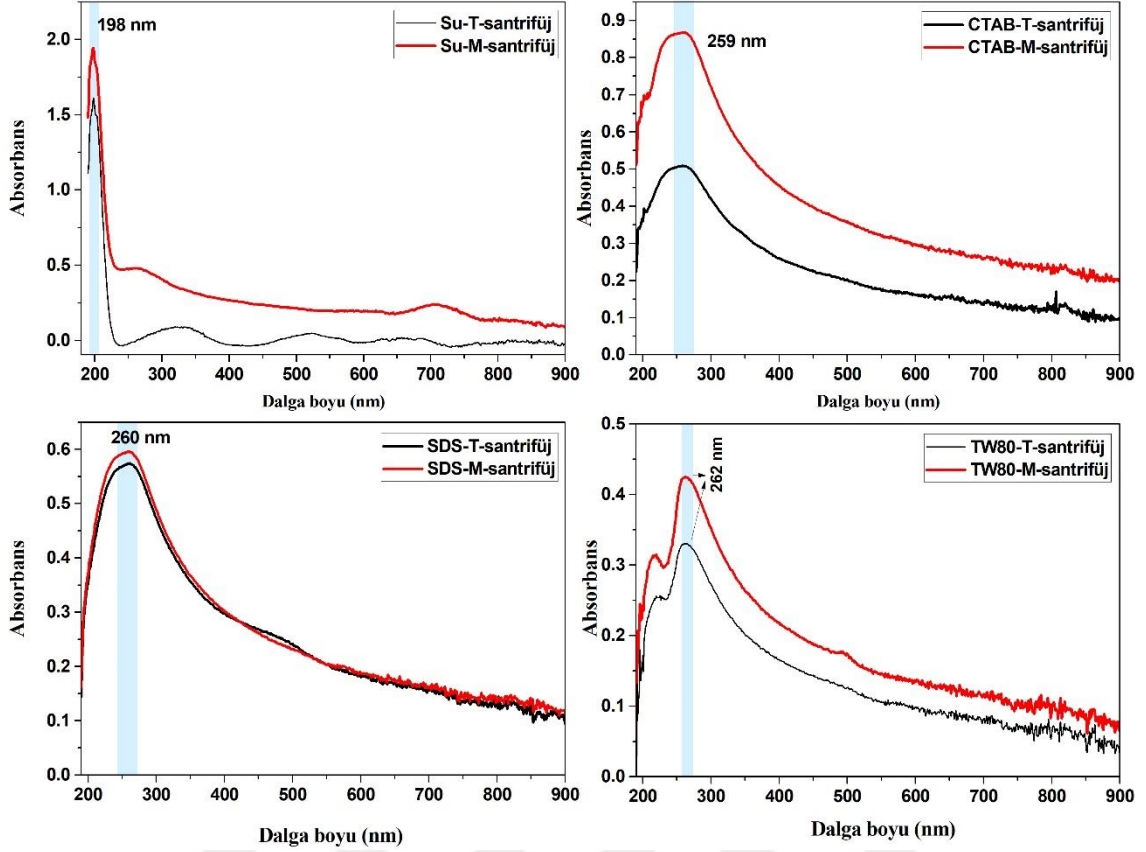 198 nm
Su-T-santrifüj
Su-M-santrifüj
2.0
1.5
1.0
0.5
0.0
Absorbans
200 300 400 500 600 700 800 900
Dalga boyu (nm)
259 nm
CTAB-T-santrifüj
CTAB-M-santrifüj
0.9
0.8
0.7
0.6
0.5
0.4
0.3
0.2
0.1
0.0
Absorbans
200 300 400 500 600 700 800 900
Dalga boyu (nm)
260 nm
SDS-T-santrifüj
SDS-M-santrifüj
0.6
0.5
0.4
0.3
0.2
0.1
0.0
Absorbans
200 300 400 500 600 700 800 900
Dalga boyu (nm)
262 nm
TW80-T-santrifüj
TW80-M-santrifüj
0.5
0.4
0.3
0.2
0.1
0.0
Absorbans
200 300 400 500 600 700 800 900
Dalga boyu (nm)